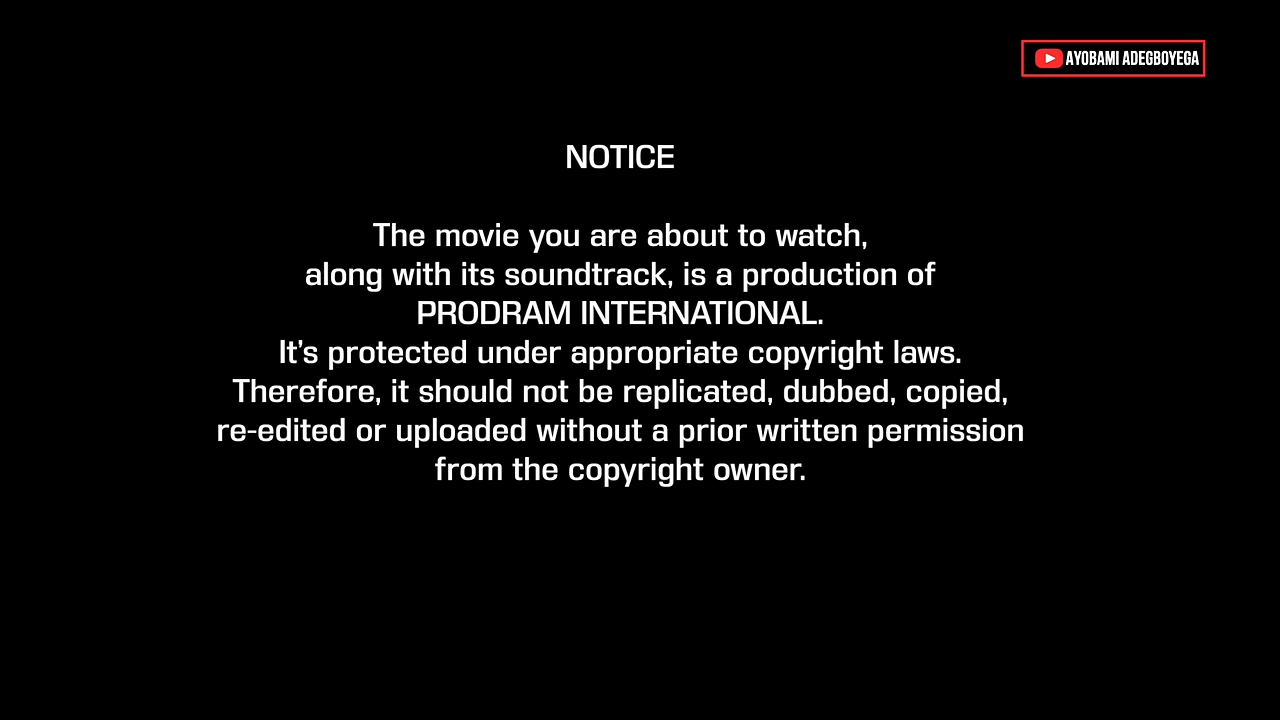 AYOBAMI ADEGBOYEGA
NOTICE
The movie you are about to watch,
along with its soundtrack, is a production of
PRODRAM INTERNATIONAL.
It’s protected under appropriate copyright laws.
Therefore, it should not be replicated, dubbed, copied,
re-edited or uploaded without a prior written permission
from the copyright owner.